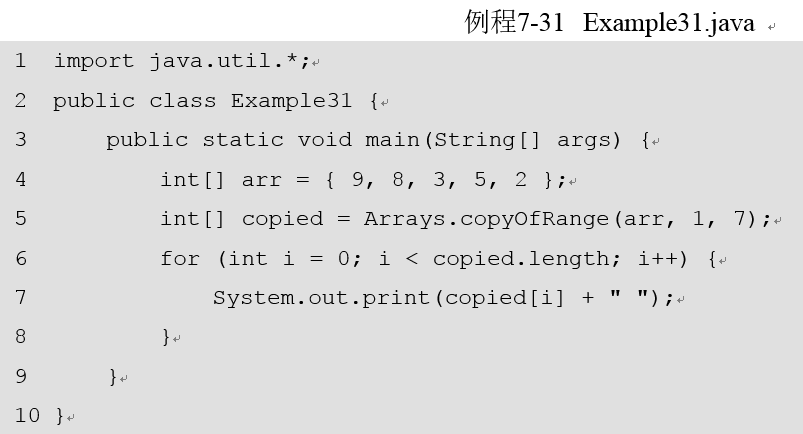 例程7-31 Example31.java
1 import java.util.*;
2 public class Example31 {
3     public static void main(String[] args) {
4         int[] arr = { 9, 8, 3, 5, 2 };
5         int[] copied = Arrays.copyOfRange(arr, 1, 7);
6         for (int i = 0; i < copied.length; i++) {
7             System.out.print(copied[i] + " ");
8         }
9     }
10 }